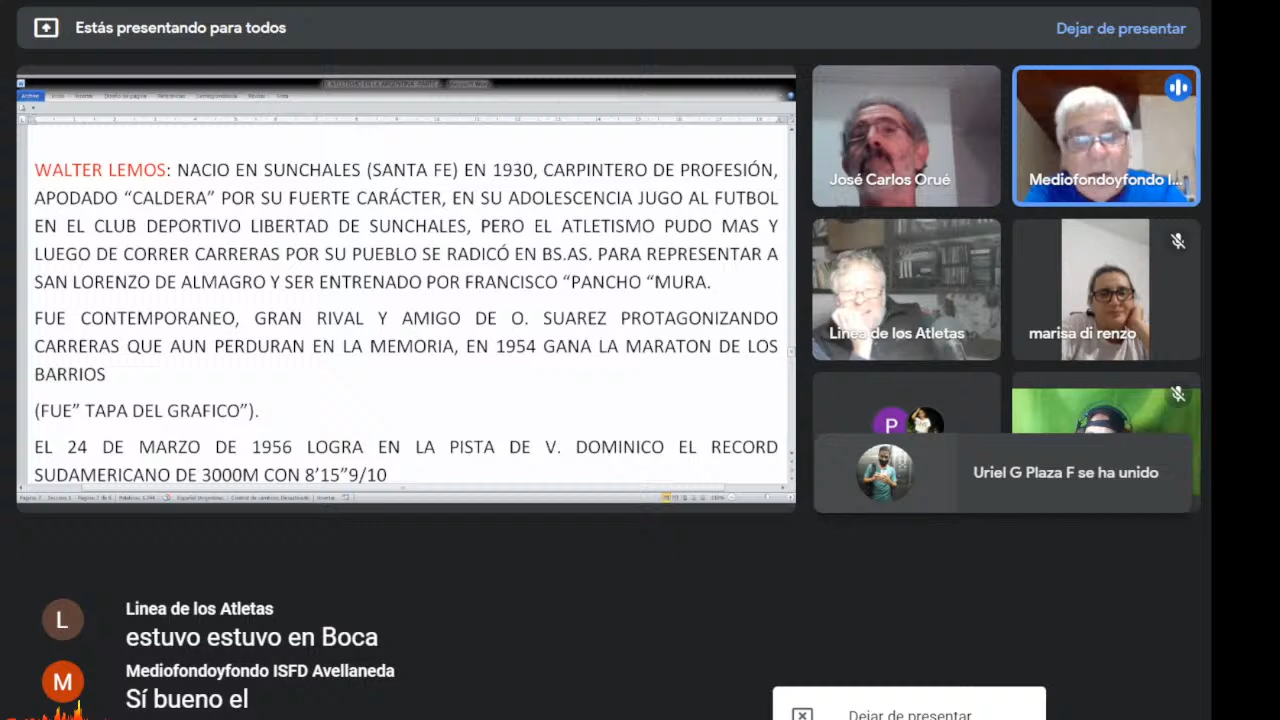 Estás presentando para todos
Dejar de presentar
Archivo
WALTER LEMOS: NACIO EN SUNCHALES (SANTA FE) EN 1930, CARPINTERO DE PROFESIÓN,
APODADO “CALDERA” POR SU FUERTE CARÁCTER, EN SU ADOLESCENCIA JUGO AL FUTBOL
EN EL CLUB DEPORTIVO LIBERTAD DE SUNCHALES, PERO EL ATLETISMO PUDO MAS Y
LUEGO DE CORRER CARRERAS POR SU PUEBLO SE RADICÓ EN BS.AS. PARA REPRESENTAR A
SAN LORENZO DE ALMAGRO Y SER ENTRENADO POR FRANCISCO “PANCHO “MURA.
FUE CONTEMPORANEO, GRAN RIVAL Y AMIGO DE O. SUAREZ PROTAGONIZANDO
CARRERAS QUE AUN PERDURAN EN LA MEMORIA, EN 1954 GANA LA MARATON DE LOS
BARRIOS
(FUE” TAPA DEL GRAFICO”).
EL 24 DE MARZO DE 1956 LOGRA EN LA PISTA DE V. DOMINICO EL RECORD
SUDAMERICANO DE 3000M CON 8’15”9/10
José Carlos Orué
Mediofondoyfondo I...
Linea de los Atletas
marisa di renzo
P
Uriel G Plaza F se ha unido
L
Linea de los Atletas
estuvo estuvo en Boca
M
Mediofondoyfondo ISFD Avellaneda
Sí bueno el
Dejar de presentar